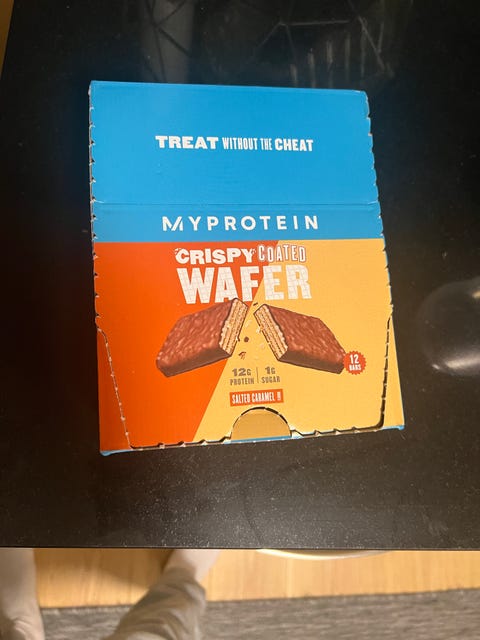 TREAT WITHOUT THE CHEAT
MYPROTEIN
CRISPY COATED
WAFER
12G PROTEIN
1G SUGAR
12 BARS
SALTED CARAMEL